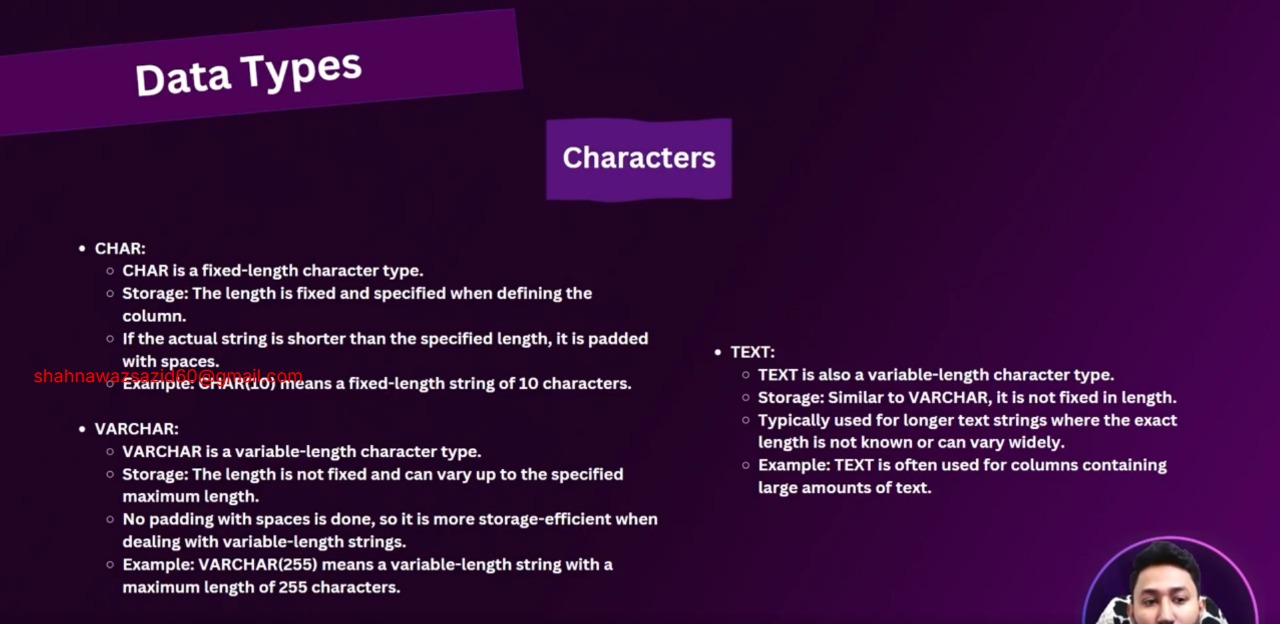 Data Types
Characters
• CHAR:
○ CHAR is a fixed-length character type.
○ Storage: The length is fixed and specified when defining the
column.
○ If the actual string is shorter than the specified length, it is padded
with spaces.
shahnawazsazid60@gmail.com
○ Example: CHAR(10) means a fixed-length string of 10 characters.
• VARCHAR:
○ VARCHAR is a variable-length character type.
○ Storage: The length is not fixed and can vary up to the specified
maximum length.
○ No padding with spaces is done, so it is more storage-efficient when
dealing with variable-length strings.
○ Example: VARCHAR(255) means a variable-length string with a
maximum length of 255 characters.
• TEXT:
○ TEXT is also a variable-length character type.
○ Storage: Similar to VARCHAR, it is not fixed in length.
○ Typically used for longer text strings where the exact
length is not known or can vary widely.
○ Example: TEXT is often used for columns containing
large amounts of text.